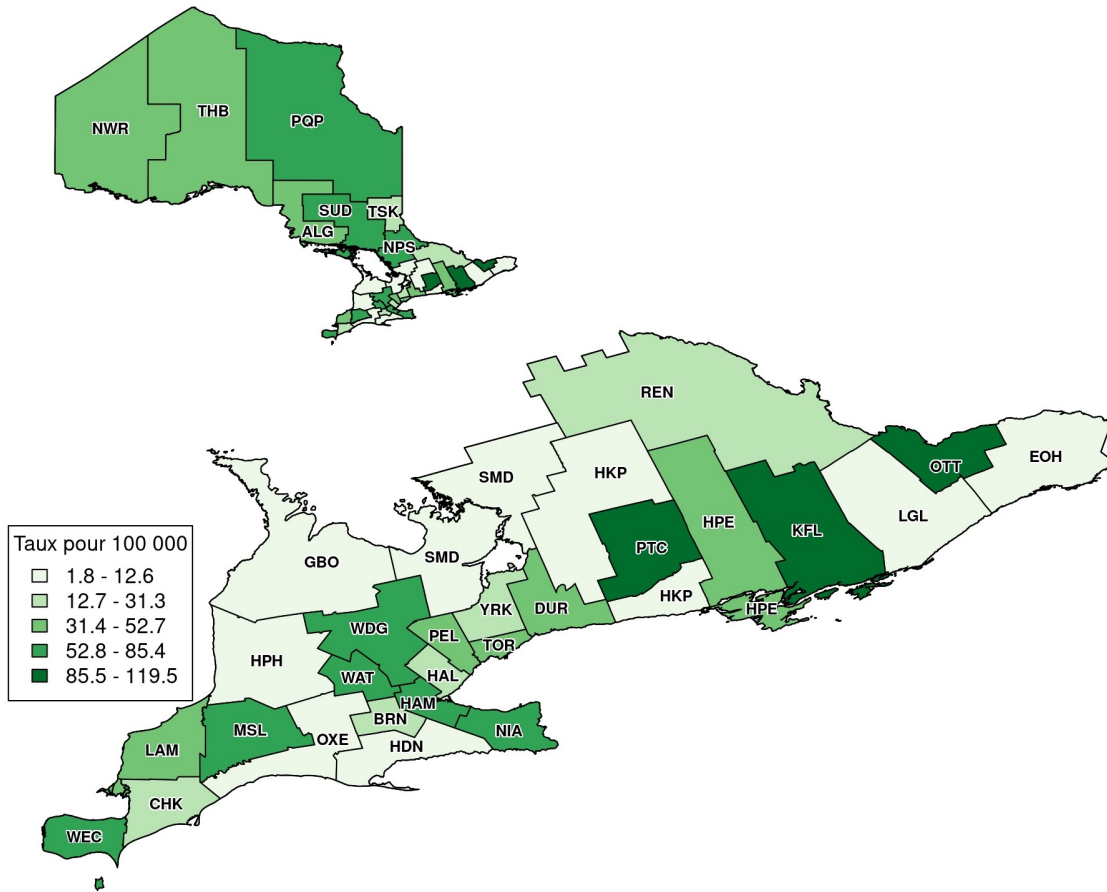 THB
PQP
NWR
SUD
TSK
ALG
NPS
REN
OTT
EOH
SMD
HKP
LGL
HPE
KFL
PTC
GBO
SMD
HKP
HPE
YRK
DUR
WDG
PEL
TOR
HPH
WAT
HAL
HAM
BRN
NIA
MSL
OXE
HDN
LAM
CHK
WEC
Taux pour 100 000
1.8 - 12.6
12.7 - 31.3
31.4 - 52.7
52.8 - 85.4
85.5 - 119.5